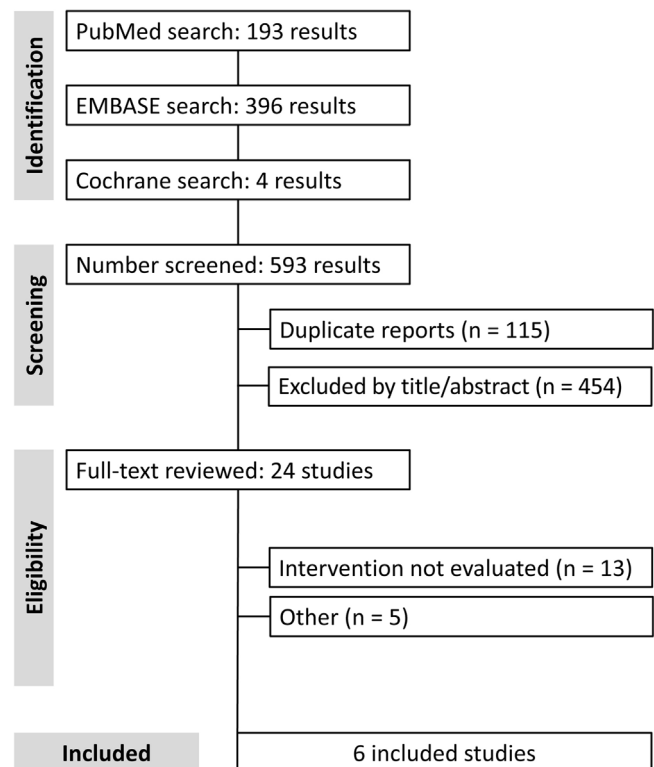 Identification
PubMed search: 193 results
EMBASE search: 396 results
Cochrane search: 4 results
Screening
Number screened: 593 results
Duplicate reports (n = 115)
Excluded by title/abstract (n = 454)
Eligibility
Full-text reviewed: 24 studies
Intervention not evaluated (n = 13)
Other (n = 5)
Included
6 included studies